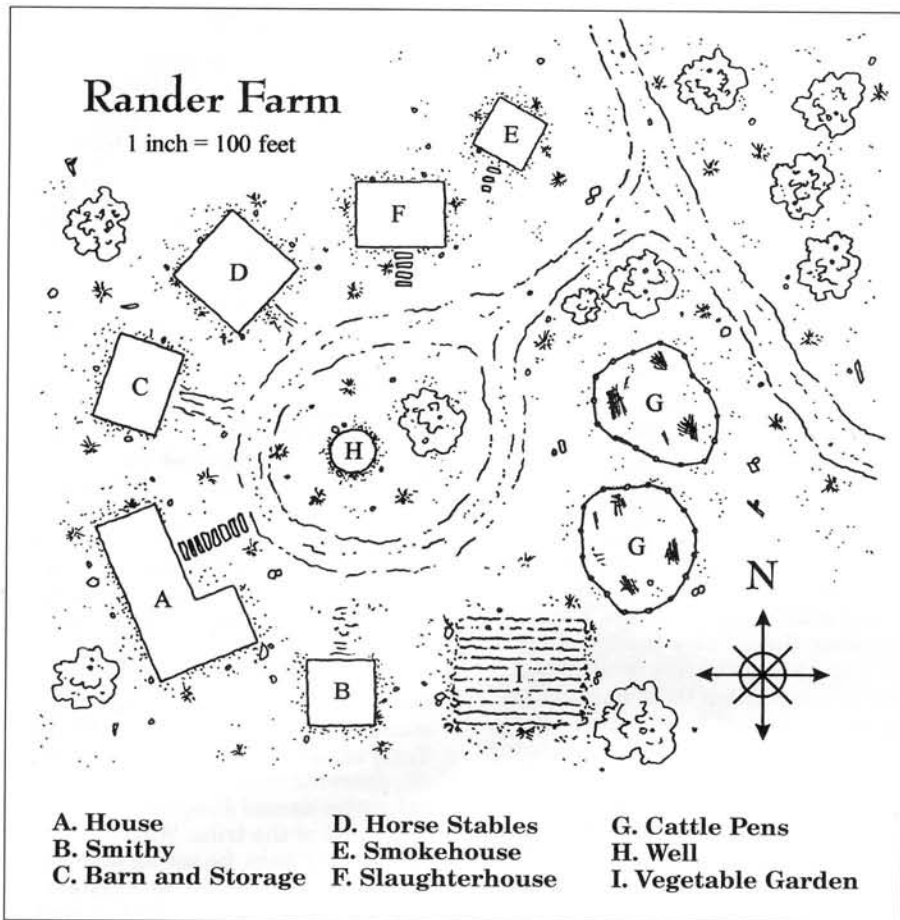 Rander Farm
1 inch = 100 feet
E
F
D
C
G
H
G
N
A
I
B
A. House
B. Smithy
C. Barn and Storage
D. Horse Stables
E. Smokehouse
F. Slaughterhouse
G. Cattle Pens
H. Well
I. Vegetable Garden